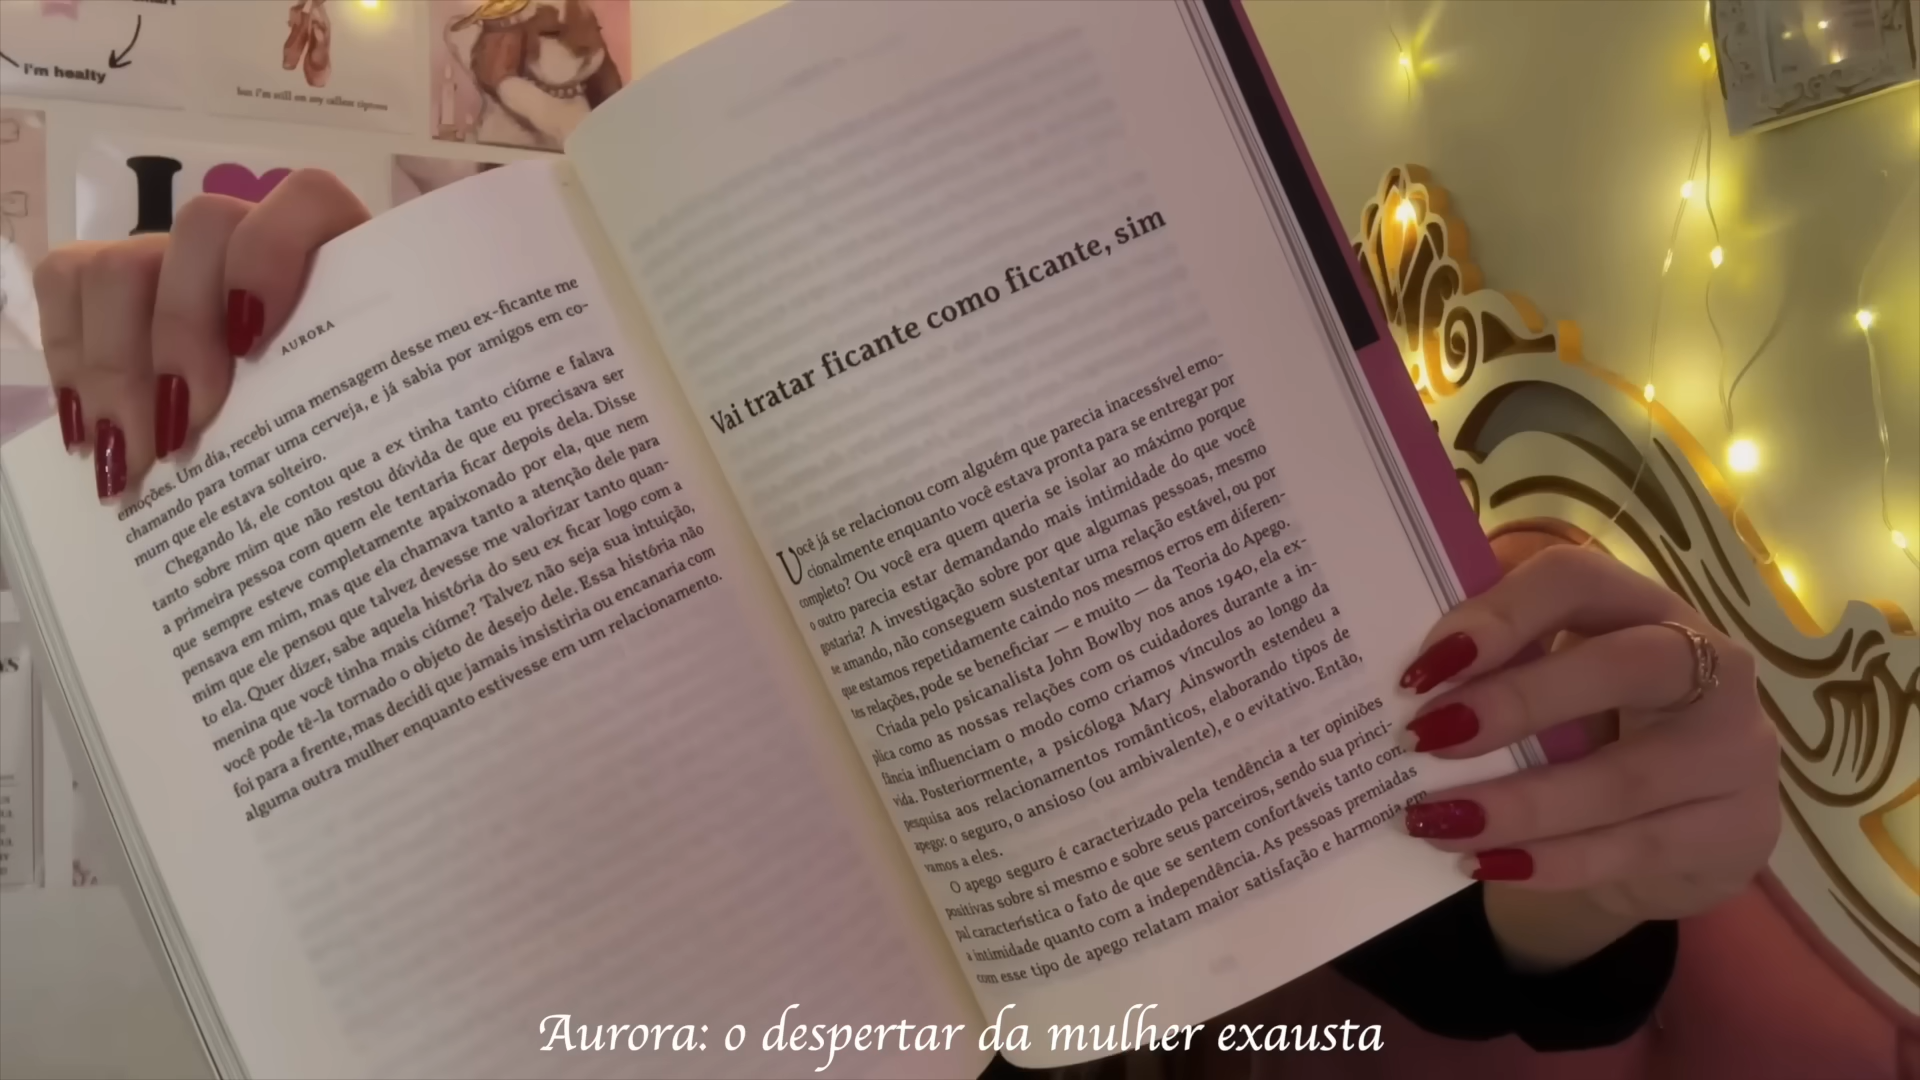 i'm healty
but i'm still on my
AURORA
emoções. Um dia, recebi uma mensagem desse meu ex-ficante me
chamando para tomar uma cerveja, e já sabia por amigos em co-
mum que ele estava solteiro.
Chegando lá, ele contou que a ex tinha tanto ciúme e falava
tanto sobre mim que não restou dúvida de que eu precisava ser
a primeira pessoa com quem ele tentaria ficar depois dela. Disse
que sempre esteve completamente apaixonado por ela, que nem
pensava em mim, mas que ela chamava tanto a atenção dele para
mim que ele pensou que talvez devesse me valorizar tanto quan-
to ela. Quer dizer, sabe aquela história do seu ex ficar logo com a
menina que você tinha mais ciúme? Talvez não seja sua intuição,
você pode tê-la tornado o objeto de desejo dele. Essa história não
foi para a frente, mas decidi que jamais insistiria ou encanaria com
alguma outra mulher enquanto estivesse em um relacionamento.
Vai tratar ficante como ficante, sim
Você já se relacionou com alguém que parecia inacessível emo-
cionalmente enquanto você estava pronta para se entregar por
completo? Ou você era quem queria se isolar ao máximo porque
o outro parecia estar demandando mais intimidade do que você
gostaria? A investigação sobre por que algumas pessoas, mesmo
se amando, não conseguem sustentar uma relação estável, ou por
que estamos repetidamente caindo nos mesmos erros em diferen-
tes relações, pode se beneficiar — e muito — da Teoria do Apego.
Criada pelo psicanalista John Bowlby nos anos 1940, ela ex-
plica como as nossas relações com os cuidadores durante a in-
fância influenciam o modo como criamos vínculos ao longo da
vida. Posteriormente, a psicóloga Mary Ainsworth estendeu a
pesquisa aos relacionamentos românticos, elaborando tipos de
apego: o seguro, o ansioso (ou ambivalente), e o evitativo. Então,
vamos a eles.
O apego seguro é caracterizado pela tendência a ter opiniões
positivas sobre si mesmo e sobre seus parceiros, sendo sua princi-
pal característica o fato de que se sentem confortáveis tanto com
a intimidade quanto com a independência. As pessoas premiadas
com esse tipo de apego relatam maior satisfação e harmonia em
Aurora: o despertar da mulher exausta